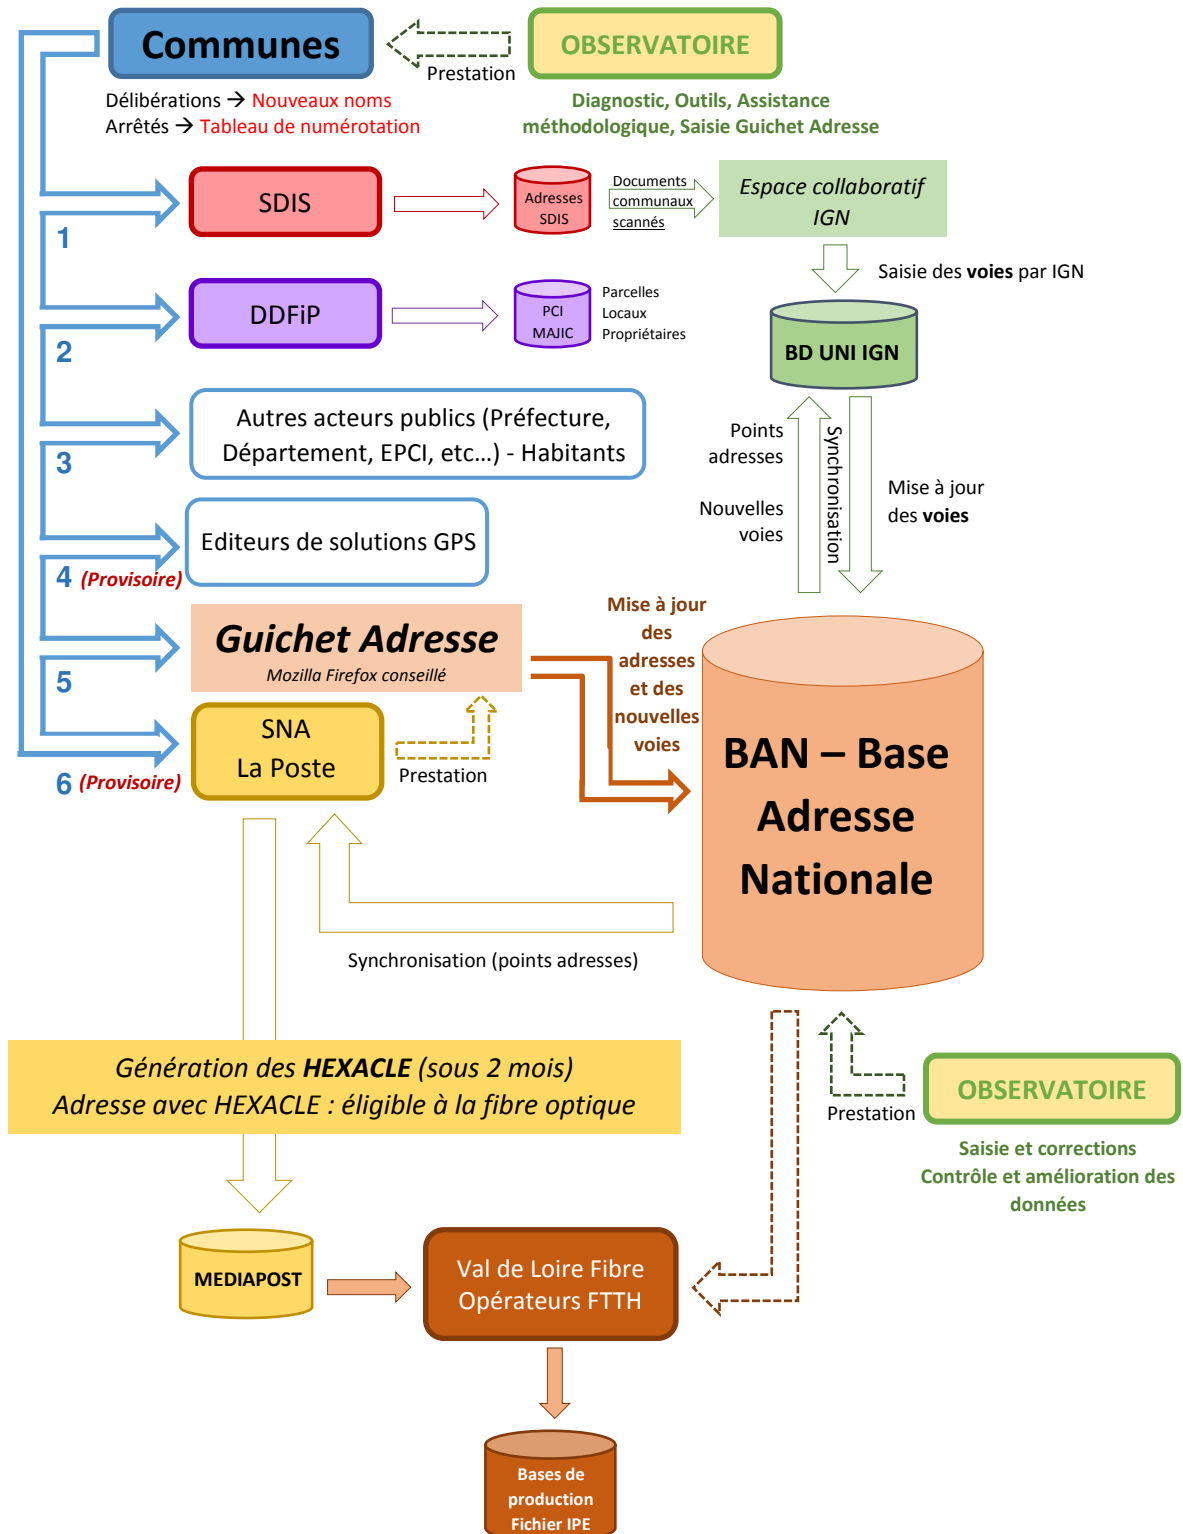 Communes
OBSERVATOIRE
Prestation
Délibérations → Nouveaux noms
Arrêtés → Tableau de numérotation
Diagnostic, Outils, Assistance
méthodologique, Saisie Guichet Adresse
SDIS
Adresses
SDIS
Documents
communaux
scannés
Espace collaboratif
IGN
1
Saisie des voies par IGN
DDFiP
PCI
MAJIC
Parcelles
Locaux
Propriétaires
BD UNI IGN
2
Autres acteurs publics (Préfecture,
Département, EPCI, etc...) - Habitants
3
Points
adresses
Nouvelles
voies
Synchronisation
Mise à jour
des voies
Editeurs de solutions GPS
4 (Provisoire)
Guichet Adresse
Mozilla Firefox conseillé
5
Mise à jour
des
adresses
et des
nouvelles
voies
SNA
La Poste
Prestation
6 (Provisoire)
BAN – Base
Adresse
Nationale
Synchronisation (points adresses)
Génération des HEXACLE (sous 2 mois)
Adresse avec HEXACLE : éligible à la fibre optique
Prestation
OBSERVATOIRE
Saisie et corrections
Contrôle et amélioration des
données
MEDIAPOST
Val de Loire Fibre
Opérateurs FTTH
Bases de
production
Fichier IPE